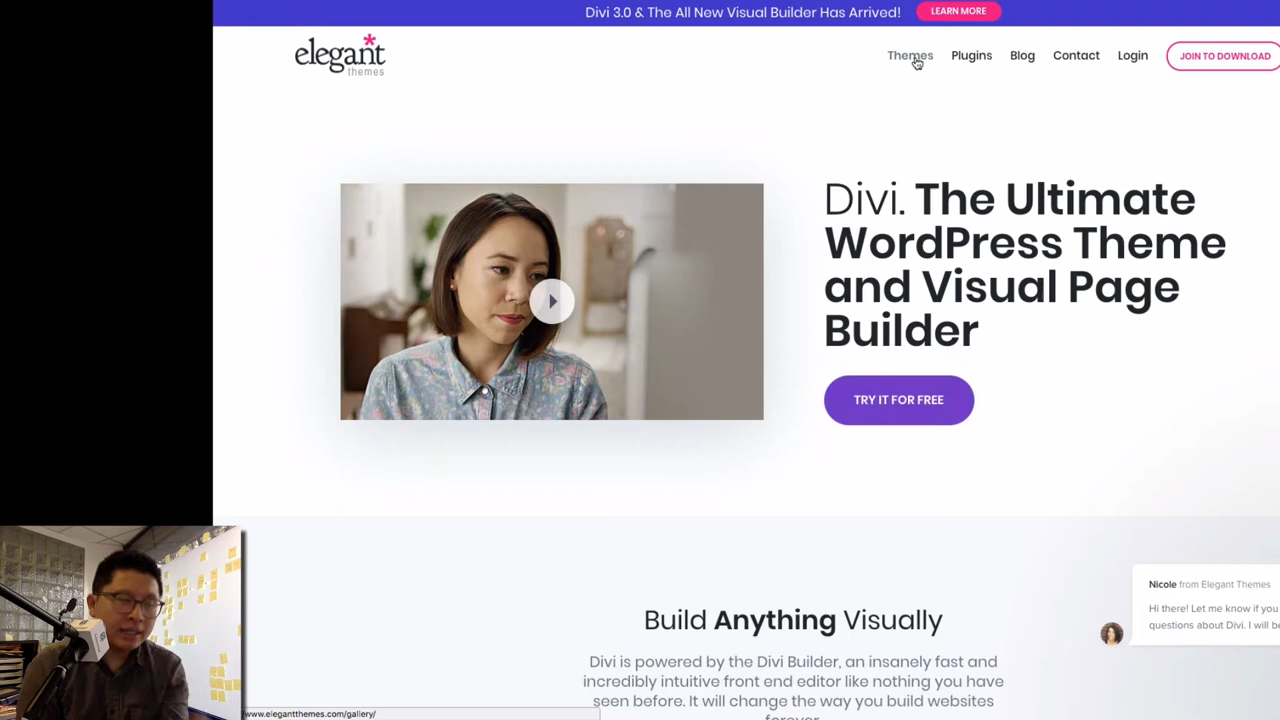 Divi 3.0 & The All New Visual Builder Has Arrived!
LEARN MORE
elegant
themes
Themes
Plugins
Blog
Contact
Login
JOIN TO DOWNLOAD
Divi. The Ultimate
WordPress Theme
and Visual Page
Builder
TRY IT FOR FREE
Nicole from Elegant Themes
Hi there! Let me know if you
questions about Divi. I will be
Build Anything Visually
Divi is powered by the Divi Builder, an insanely fast and
incredibly intuitive front end editor like nothing you have
seen before. It will change the way you build websites
forever
www.elegantthemes.com/gallery/